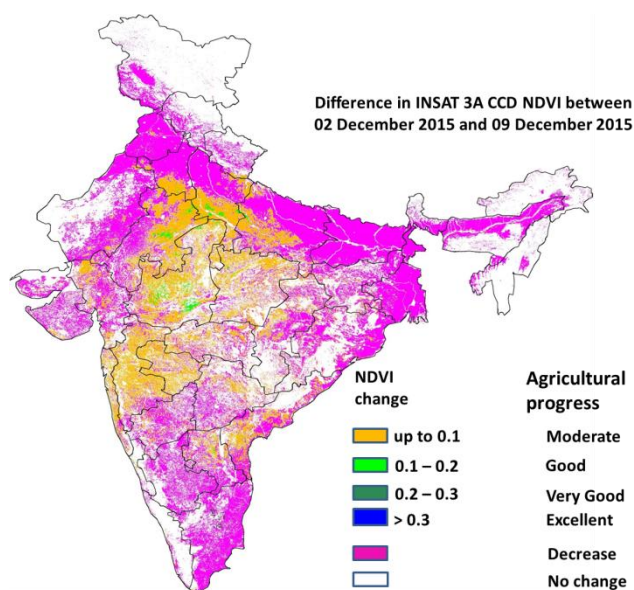 Difference in INSAT 3A CCD NDVI between
02 December 2015 and 09 December 2015
NDVI change
Agricultural progress
up to 0.1 Moderate
0.1 – 0.2 Good
0.2 – 0.3 Very Good
> 0.3 Excellent
Decrease
No change